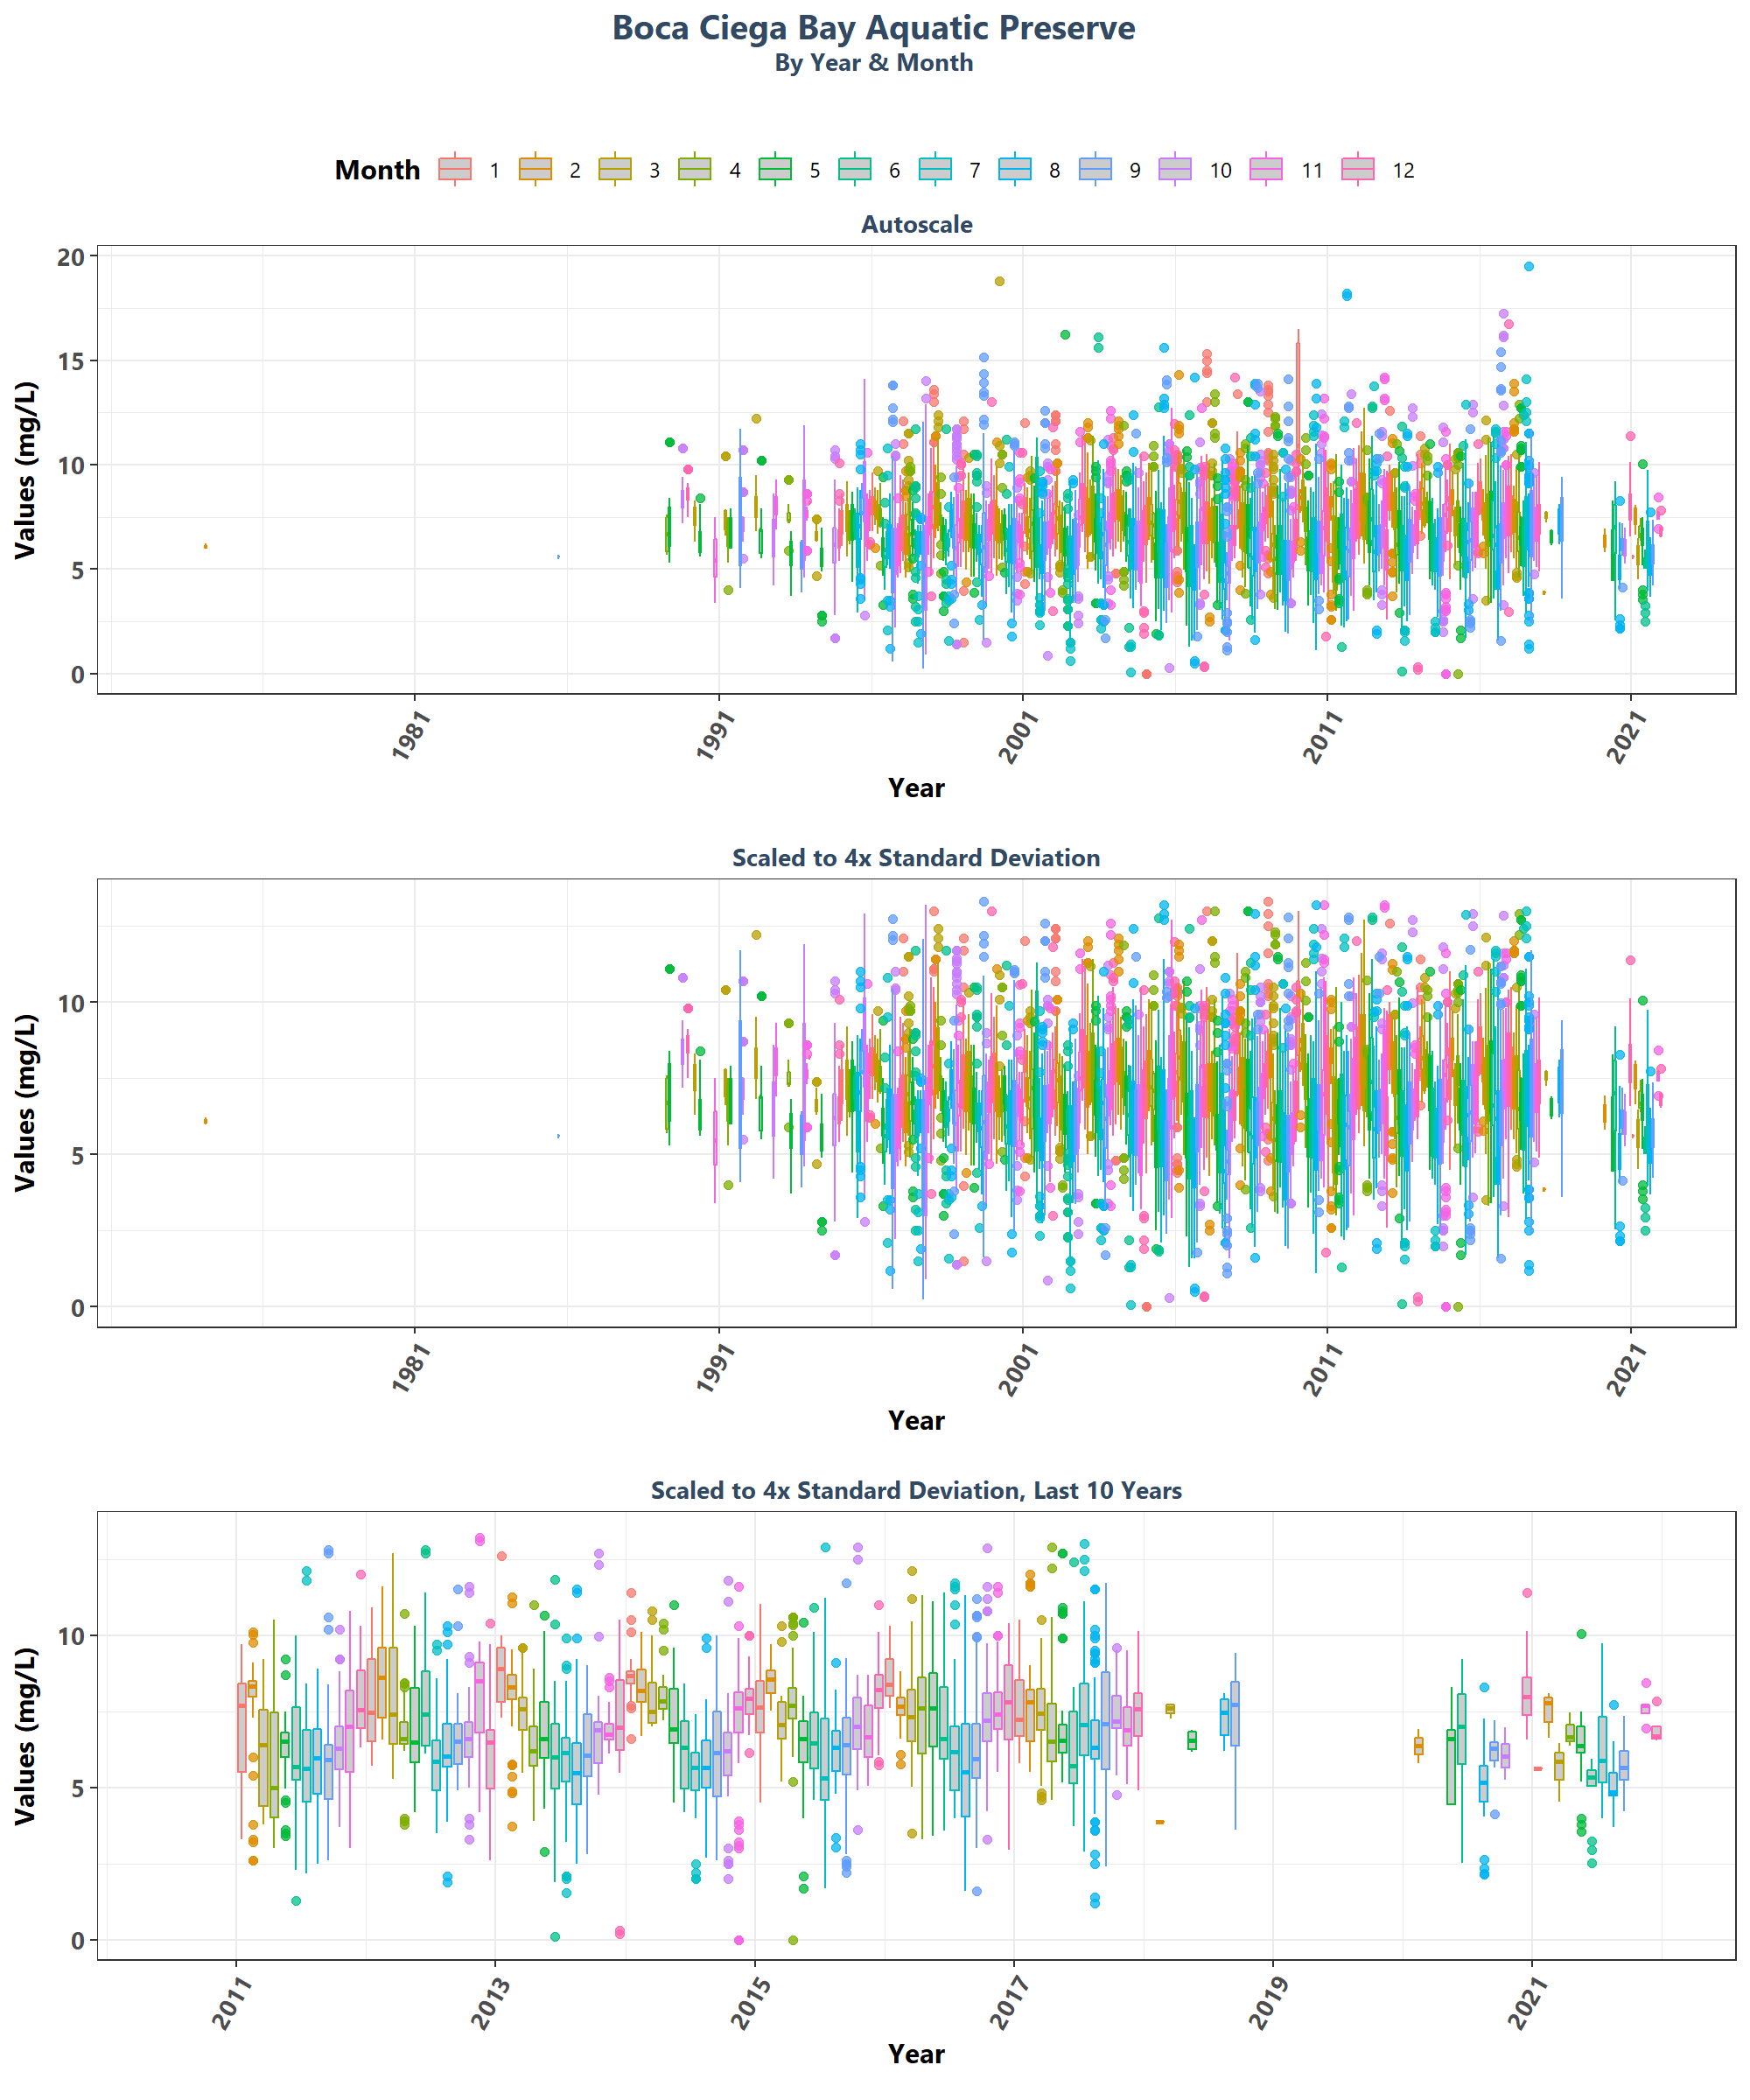 Boca Ciega Bay Aquatic Preserve
By Year & Month
Month 1 2 3 4 5 6 7 8 9 10 11 12
Autoscale
Values (mg/L)
20
15
10
5
0
1981 1991 2001 2011 2021
Year
Scaled to 4x Standard Deviation
Values (mg/L)
10
5
0
1981 1991 2001 2011 2021
Year
Scaled to 4x Standard Deviation, Last 10 Years
Values (mg/L)
10
5
0
2011 2013 2015 2017 2019 2021
Year